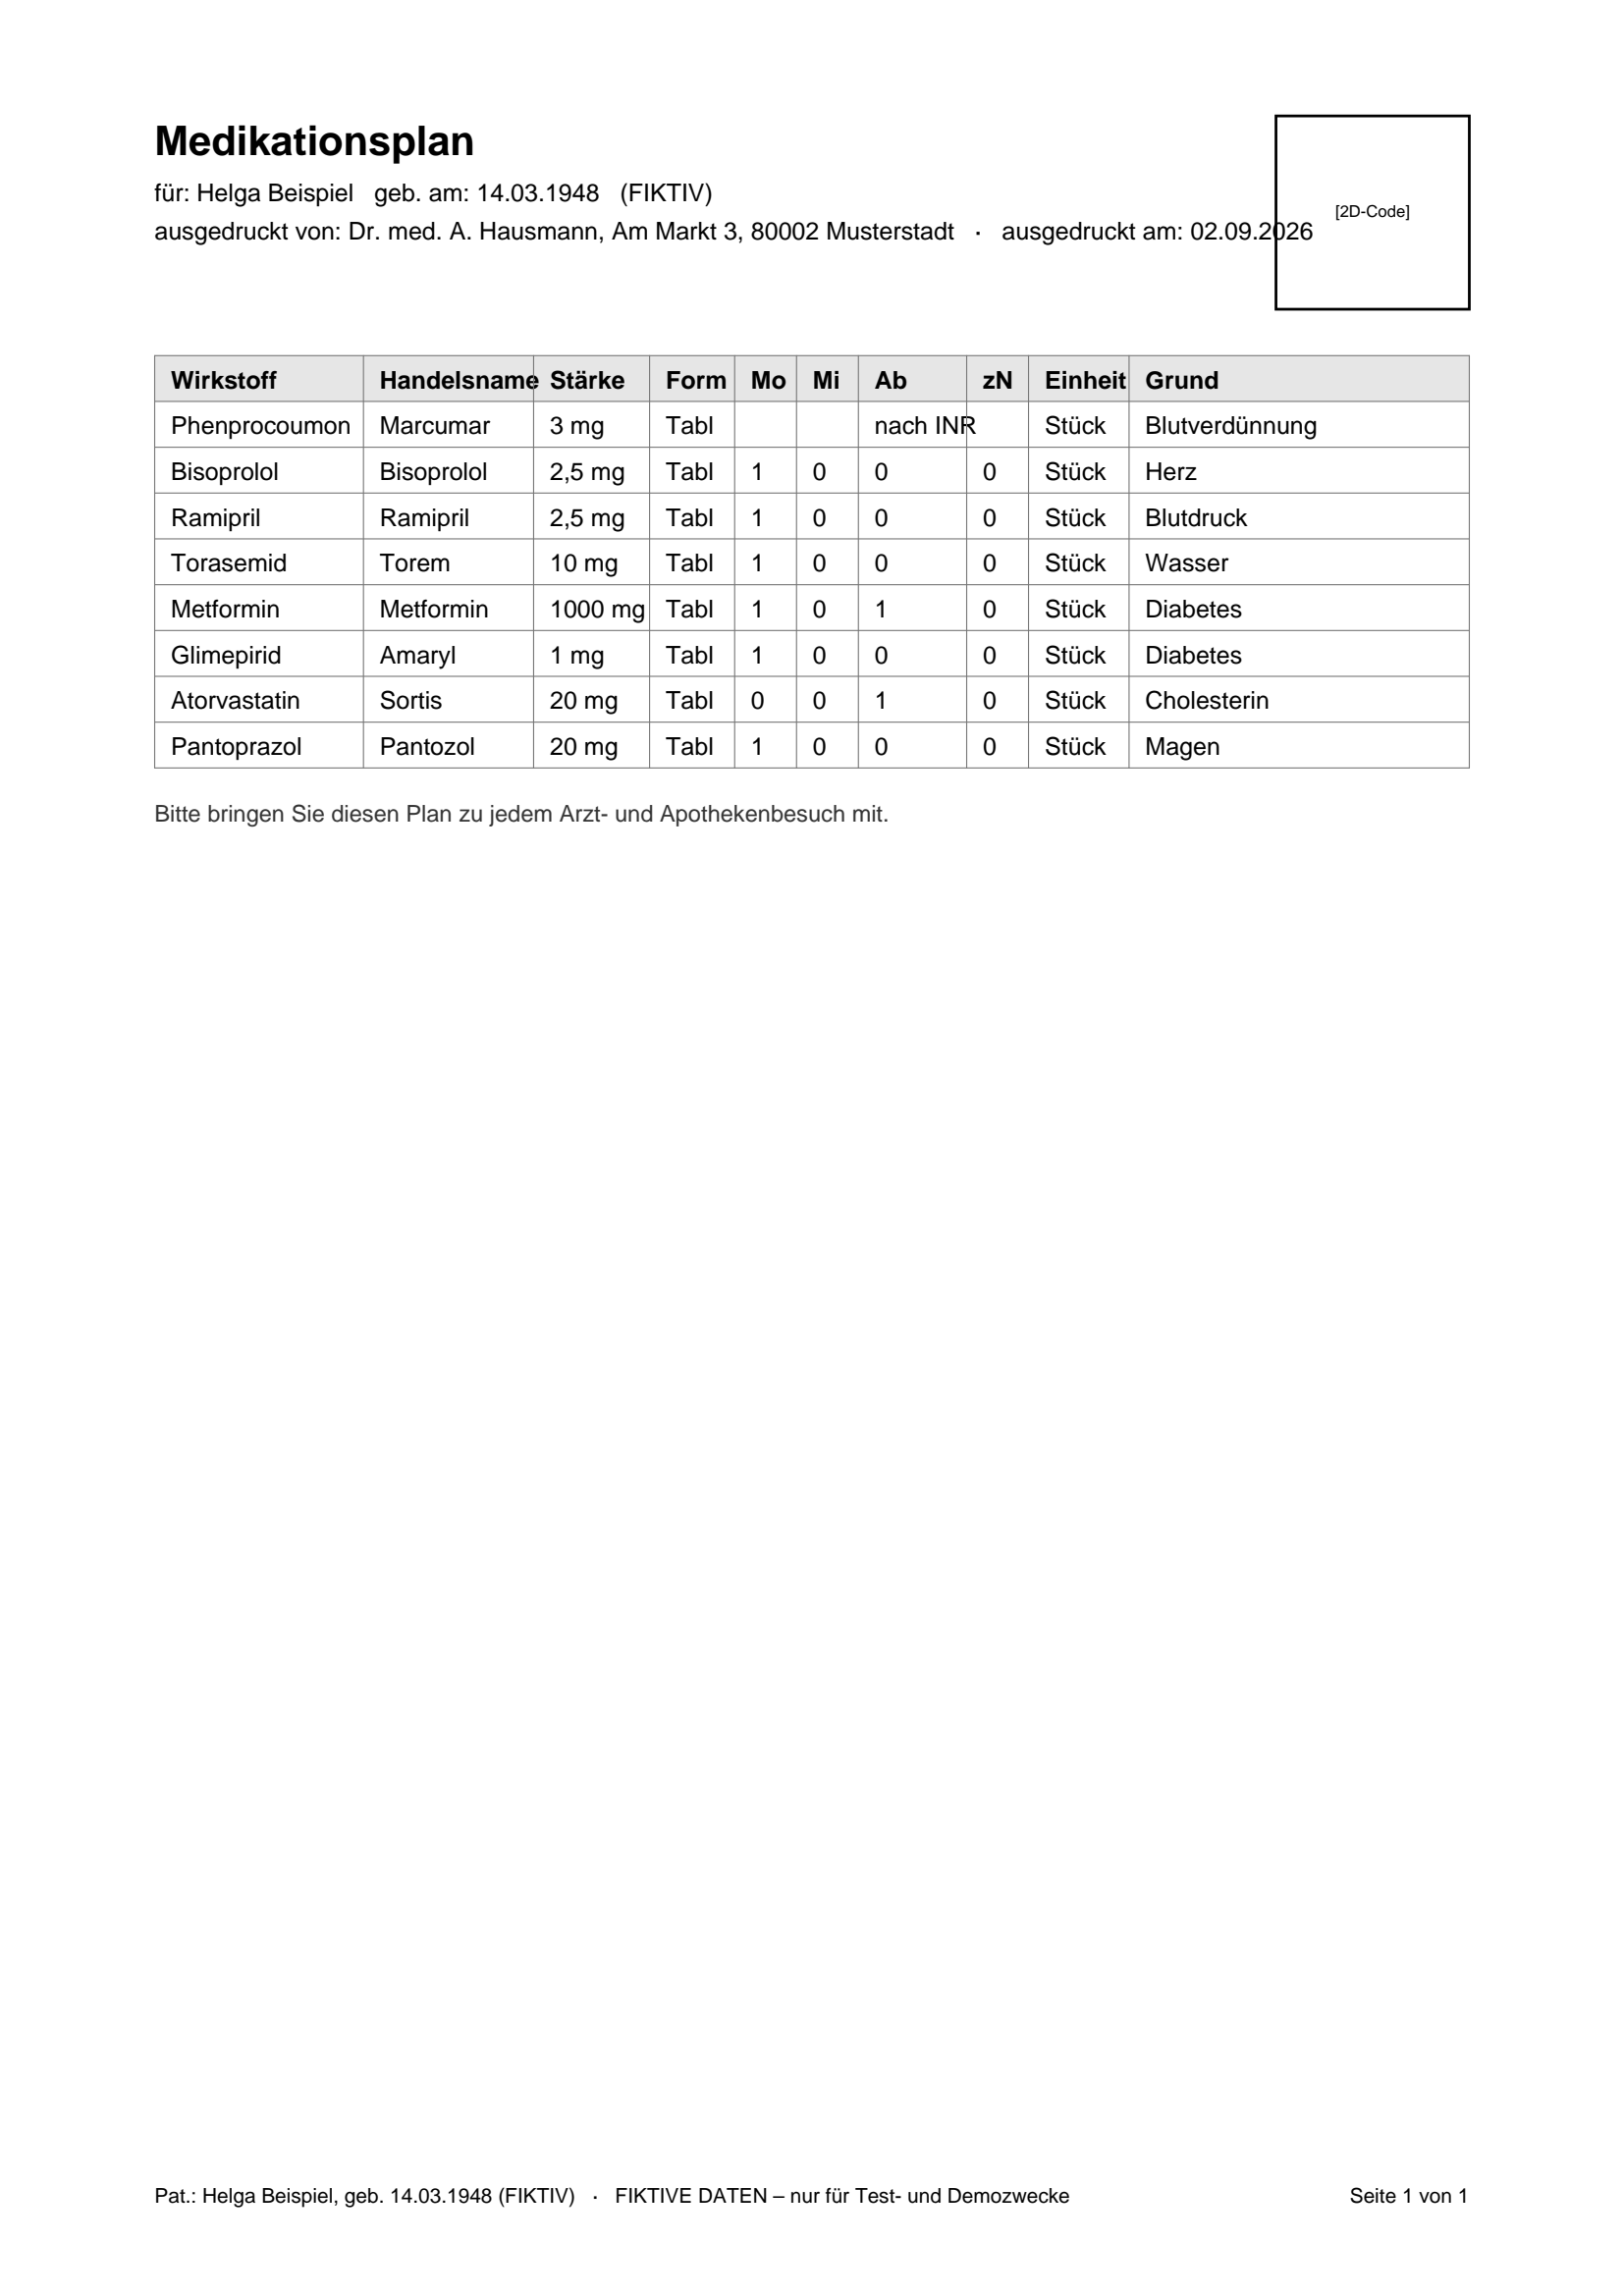 Medikationsplan
für: Helga Beispiel geb. am: 14.03.1948 (FIKTIV)
ausgedruckt von: Dr. med. A. Hausmann, Am Markt 3, 80002 Musterstadt · ausgedruckt am: 02.09.2026
[2D-Code]
Wirkstoff Handelsname Stärke Form Mo Mi Ab zN Einheit Grund
Phenprocoumon Marcumar 3 mg Tabl nach INR Stück Blutverdünnung
Bisoprolol Bisoprolol 2,5 mg Tabl 1 0 0 0 Stück Herz
Ramipril Ramipril 2,5 mg Tabl 1 0 0 0 Stück Blutdruck
Torasemid Torem 10 mg Tabl 1 0 0 0 Stück Wasser
Metformin Metformin 1000 mg Tabl 1 0 1 0 Stück Diabetes
Glimepirid Amaryl 1 mg Tabl 1 0 0 0 Stück Diabetes
Atorvastatin Sortis 20 mg Tabl 0 0 1 0 Stück Cholesterin
Pantoprazol Pantozol 20 mg Tabl 1 0 0 0 Stück Magen
Bitte bringen Sie diesen Plan zu jedem Arzt- und Apothekenbesuch mit.
Pat.: Helga Beispiel, geb. 14.03.1948 (FIKTIV) · FIKTIVE DATEN – nur für Test- und Demozwecke Seite 1 von 1